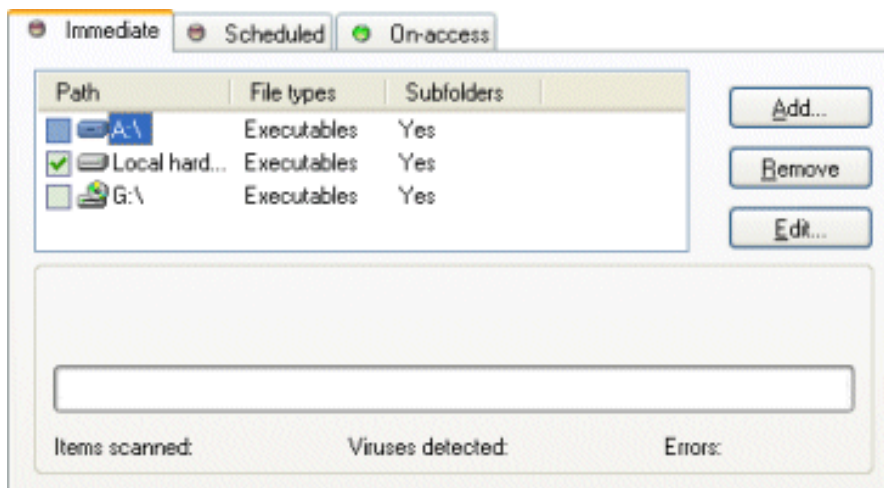 Immediate Scheduled On-access
Path File types Subfolders
A:\ Executables Yes
Local hard... Executables Yes
G:\ Executables Yes
Add...
Remove
Edit...
Items scanned: Viruses detected: Errors: